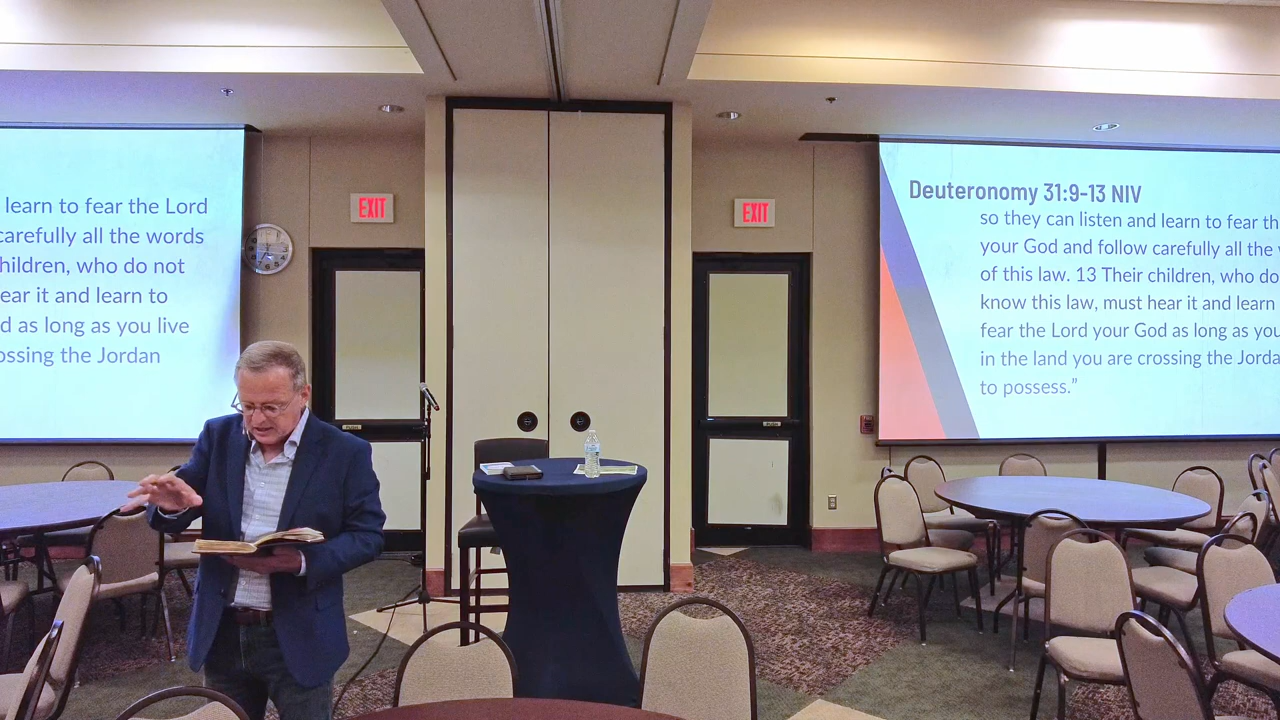 learn to fear the Lord
carefully all the words
children, who do not
hear it and learn to
d as long as you live
crossing the Jordan
EXIT
EXIT
Deuteronomy 31:9-13 NIV
so they can listen and learn to fear th
your God and follow carefully all the
of this law. 13 Their children, who do
know this law, must hear it and learn
fear the Lord your God as long as you
in the land you are crossing the Jorda
to possess.”